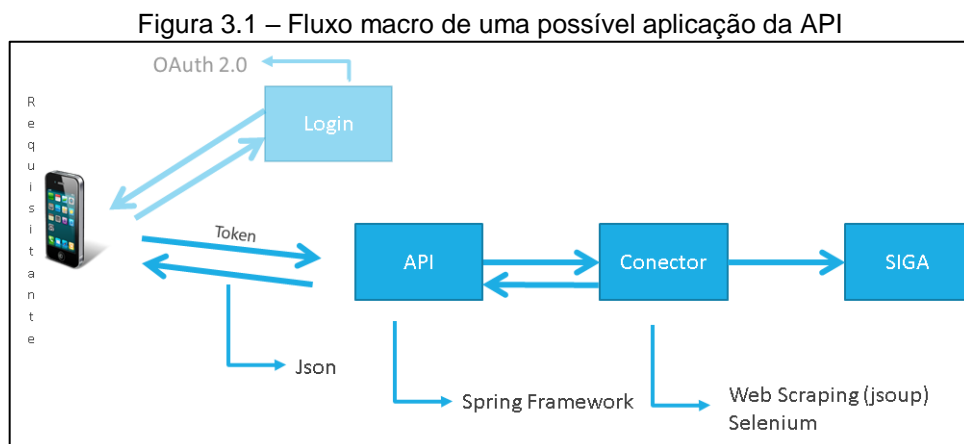 Figura 3.1 – Fluxo macro de uma possível aplicação da API
OAuth 2.0
Requisitante
Login
Token
API
Conector
SIGA
Json
Spring Framework
Web Scraping (jsoup)
Selenium